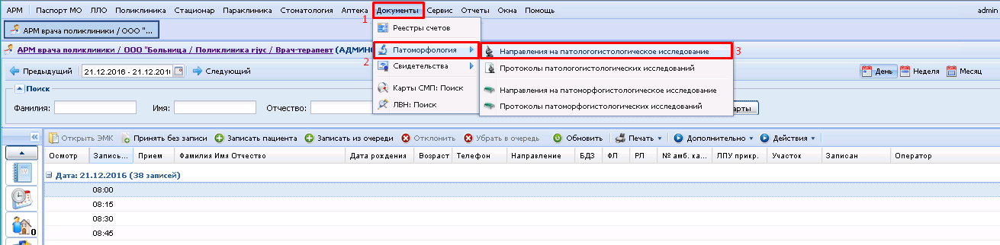 АРМ Паспорт МО ЛЛО Поликлиника Стационар Параклиника Стоматология Аптека Документы Сервис Отчеты Окна Помощь admin
1
АРМ врача поликлиники / ООО "...
Реестры счетов
АРМ врача поликлиники / ООО "Больница / Поликлиника rjyc / Врач-терапевт (АДМИНО
Патоморфология
Направления на патологогистологическое исследование
3
2
Свидетельства
Протоколы патологогистологических исследований
Предыдущий 21.12.2016 - 21.12.201 Следующий
День Неделя Месяц
Карты СМП: Поиск
Направления на патоморфогистологическое исследование
Поиск
ЛВН: Поиск
Протоколы патоморфогистологических исследований
Фамилия: Имя: Отчество: арты
Открыть ЭМК Принять без записи Записать пациента Записать из очереди Отклонить Убрать в очередь Обновить Печать Дополнительно Действия
Осмотр Запись... Прием Фамилия Имя Отчество Дата рождения Возраст Телефон Направление БДЗ ФЛ РЛ № амб. ка... ЛПУ прикр. Участок Записан Оператор
Дата: 21.12.2016 (38 записей)
08:00
08:15
08:30
0
08:45